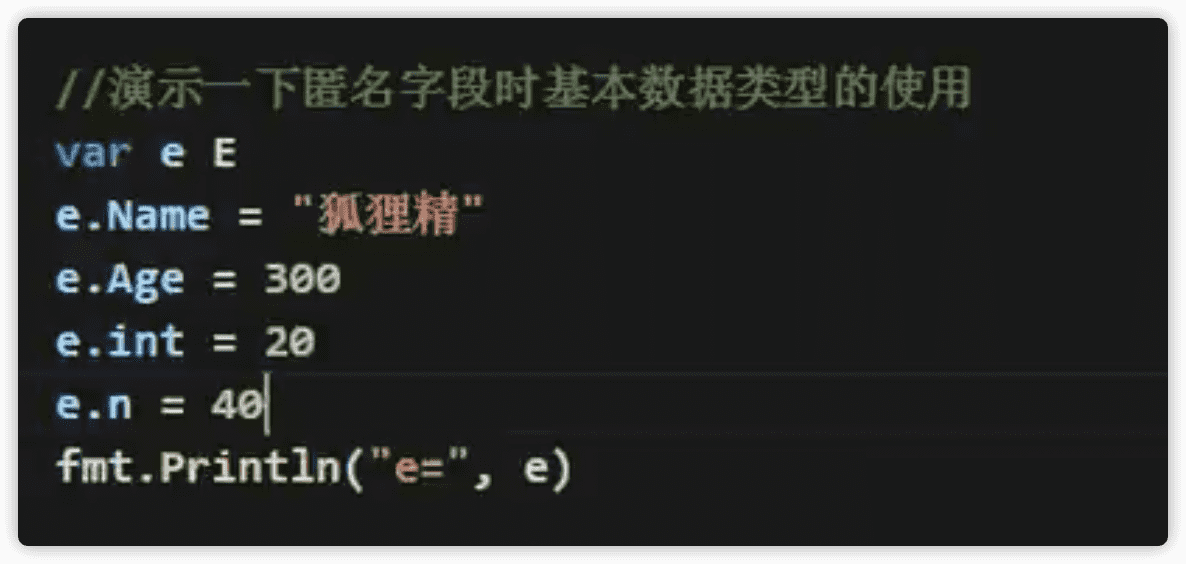 //演示一下匿名字段时基本数据类型的使用
var e E
e.Name = "狐狸精"
e.Age = 300
e.int = 20
e.n = 40
fmt.Println("e=", e)